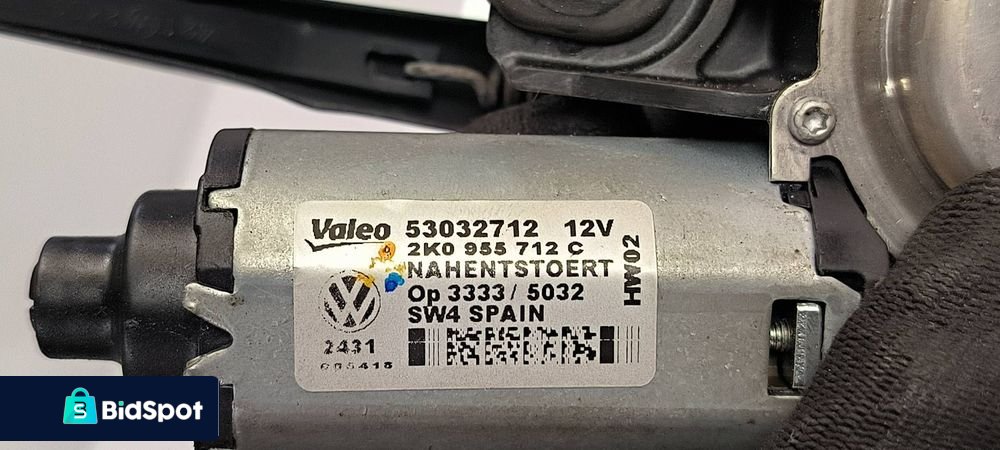 Valeo 53032712 12V
2K0 955 712 C
NAHENTSTOERT
Op 3333 / 5032
SW4 SPAIN
HW02
2431
BidSpot